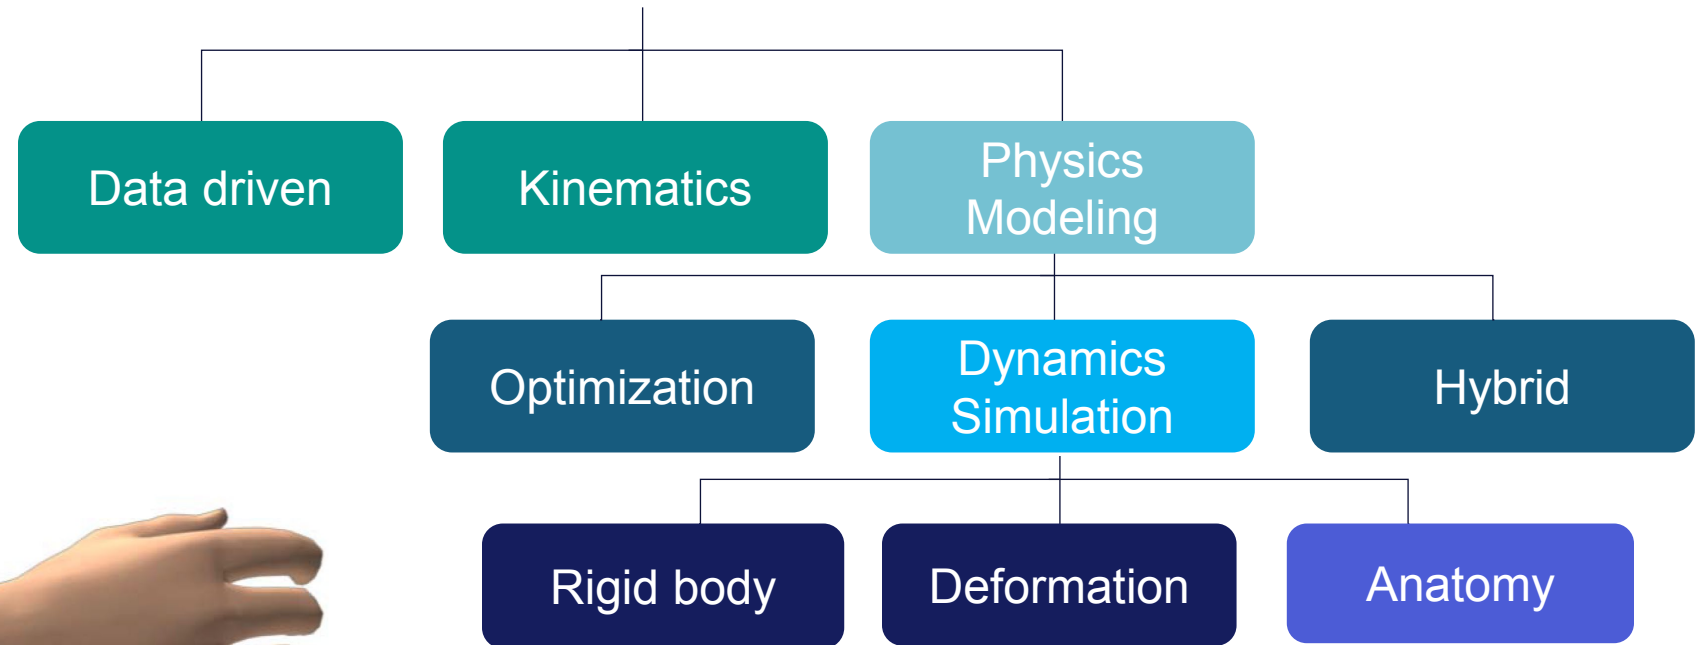 Data driven
Kinematics
Physics
Modeling
Optimization
Dynamics
Simulation
Hybrid
Rigid body
Deformation
Anatomy